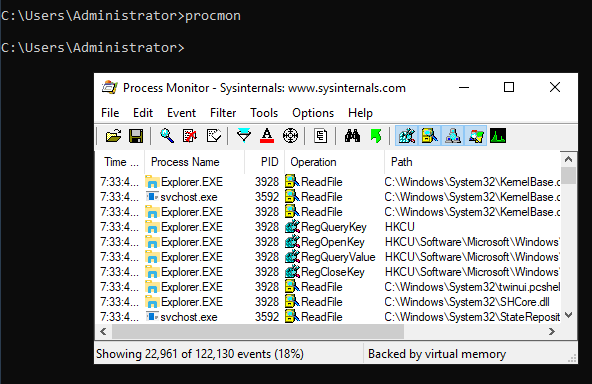 C:\Users\Administrator>procmon
C:\Users\Administrator>
Process Monitor - Sysinternals: www.sysinternals.com
File Edit Event Filter Tools Options Help
Time ... Process Name PID Operation Path
7:33:4... Explorer.EXE 3928 ReadFile C:\Windows\System32\KernelBase.c
7:33:4... svchost.exe 3592 ReadFile C:\Windows\System32\KernelBase.c
7:33:4... Explorer.EXE 3928 ReadFile C:\Windows\System32\KernelBase.c
7:33:4... Explorer.EXE 3928 RegQueryKey HKCU
7:33:4... Explorer.EXE 3928 RegOpenKey HKCU\Software\Microsoft\Windows\
7:33:4... Explorer.EXE 3928 RegQueryValue HKCU\Software\Microsoft\Windows\
7:33:4... Explorer.EXE 3928 RegCloseKey HKCU\Software\Microsoft\Windows\
7:33:4... Explorer.EXE 3928 ReadFile C:\Windows\System32\twinui.pcshel
7:33:4... Explorer.EXE 3928 ReadFile C:\Windows\System32\SHCore.dll
7:33:4... svchost.exe 3592 ReadFile C:\Windows\System32\StateReposit
Showing 22,961 of 122,130 events (18%) Backed by virtual memory